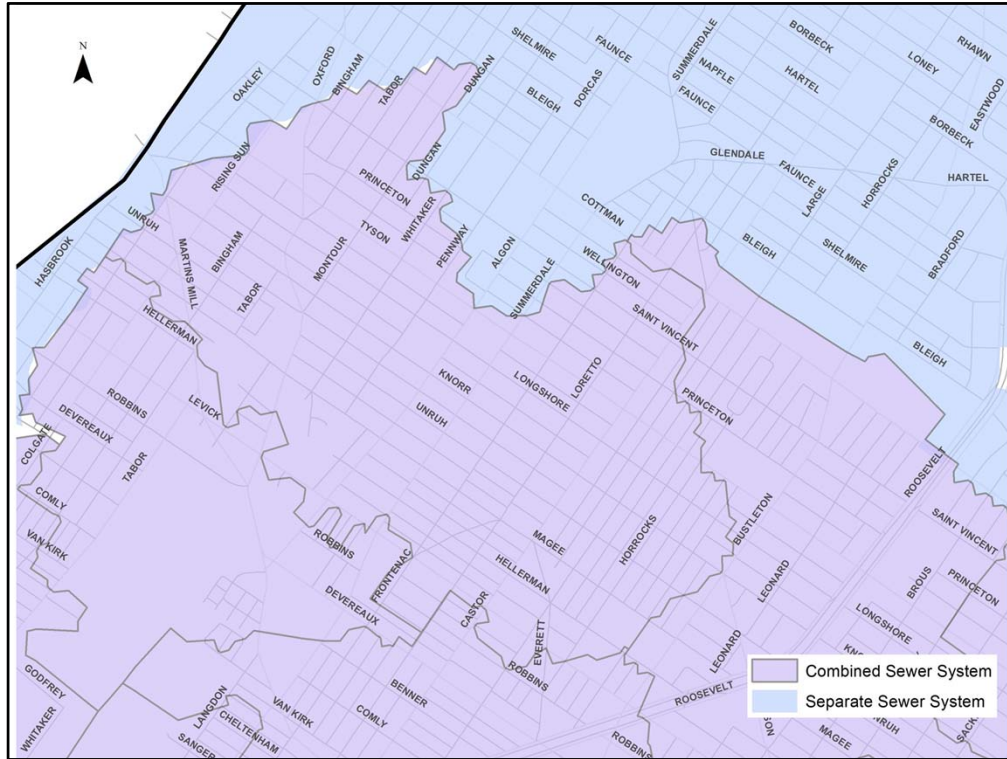 N
BORBECK
RHAWN
SUMMERDALE
SHELMIRE
FAUNCE
LONEY
OXFORD
BINGHAM
OAKLEY
TABOR
DUNGAN
NAPFLE
HARTEL
EASTWOOD
DORCAS
BLEIGH
FAUNCE
BORBECK
GLENDALE
RISING SUN
DUNGAN
FAUNCE
HORROCKS
HARTEL
PRINCETON
LARGE
WHITAKER
COTTMAN
UNRUH
TYSON
BINGHAM
PENNWAY
ALGON
BLEIGH
SHELMIRE
BRADFORD
HASBROOK
MARTINS MILL
MONTOUR
WELLINGTON
TABOR
SUMMERDALE
SAINT VINCENT
HELLERMAN
BLEIGH
KNORR
LONGSHORE
LORETTO
ROBBINS
LEVICK
PRINCETON
UNRUH
DEVEREAUX
COLGATE
TABOR
ROOSEVELT
COMLY
BUSTLETON
SAINT VINCENT
VAN KIRK
ROBBINS
MAGEE
HORROCKS
HELLERMAN
FRONTENAC
LEONARD
BROUS
PRINCETON
DEVEREAUX
CASTOR
LONGSHORE
EVERETT
LEONARD
KN
GODFREY
ROBBINS
BENNER
ROOSEVELT
WHITAKER
LANGDON
VAN KIRK
COMLY
CHELTENHAM
SANGER
ROBBINS
SON
MAGEE
NRUH
SACK
Combined Sewer System
Separate Sewer System